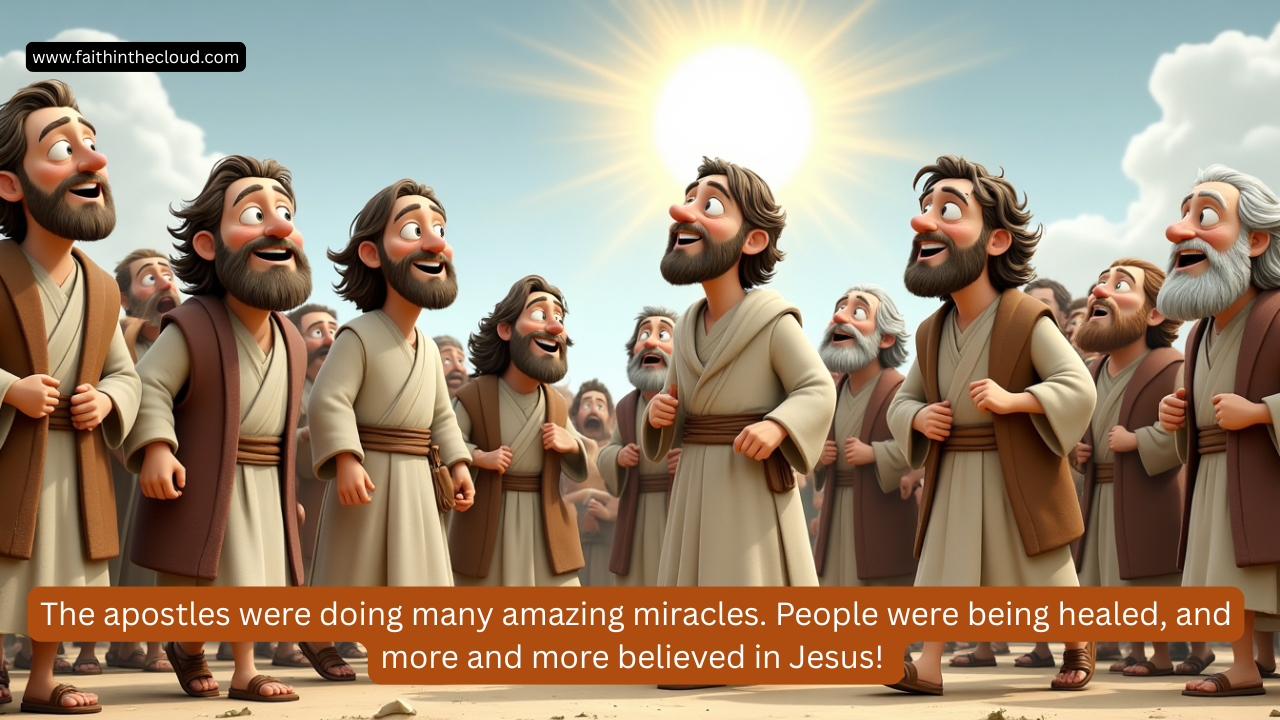 www.faithinthecloud.com
The apostles were doing many amazing miracles. People were being healed, and
more and more believed in Jesus!